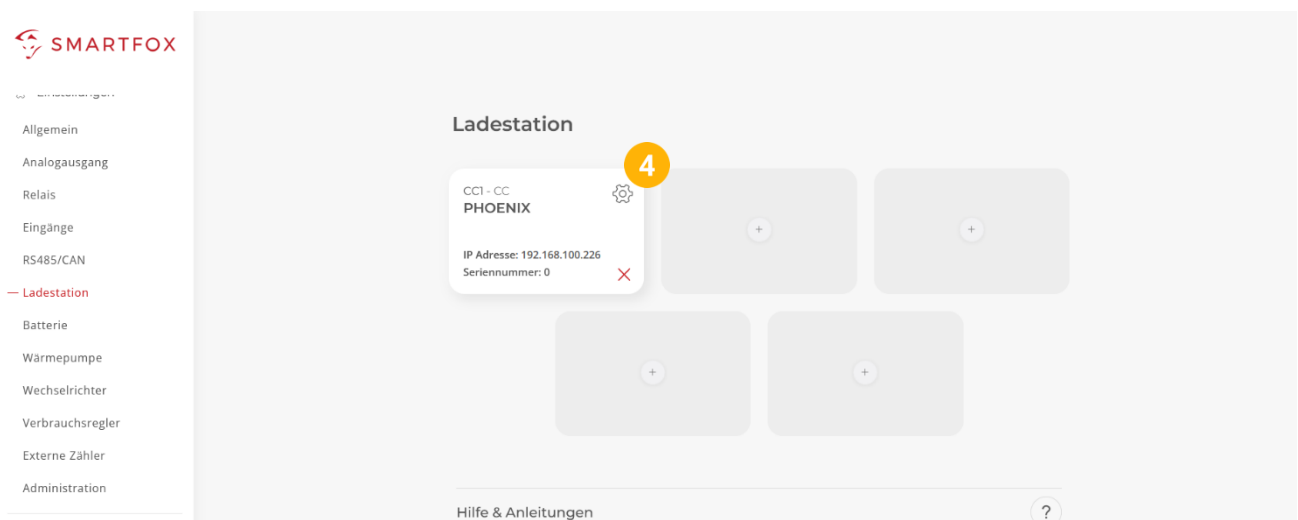 SMARTFOX
Einstellungen
Allgemein
Analogausgang
Relais
Eingänge
RS485/CAN
Ladestation
Batterie
Wärmepumpe
Wechselrichter
Verbrauchsregler
Externe Zähler
Administration
Ladestation
4
CC1 - CC
PHOENIX
IP Adresse: 192.168.100.226
Seriennummer: 0
+
+
+
+
Hilfe & Anleitungen
?